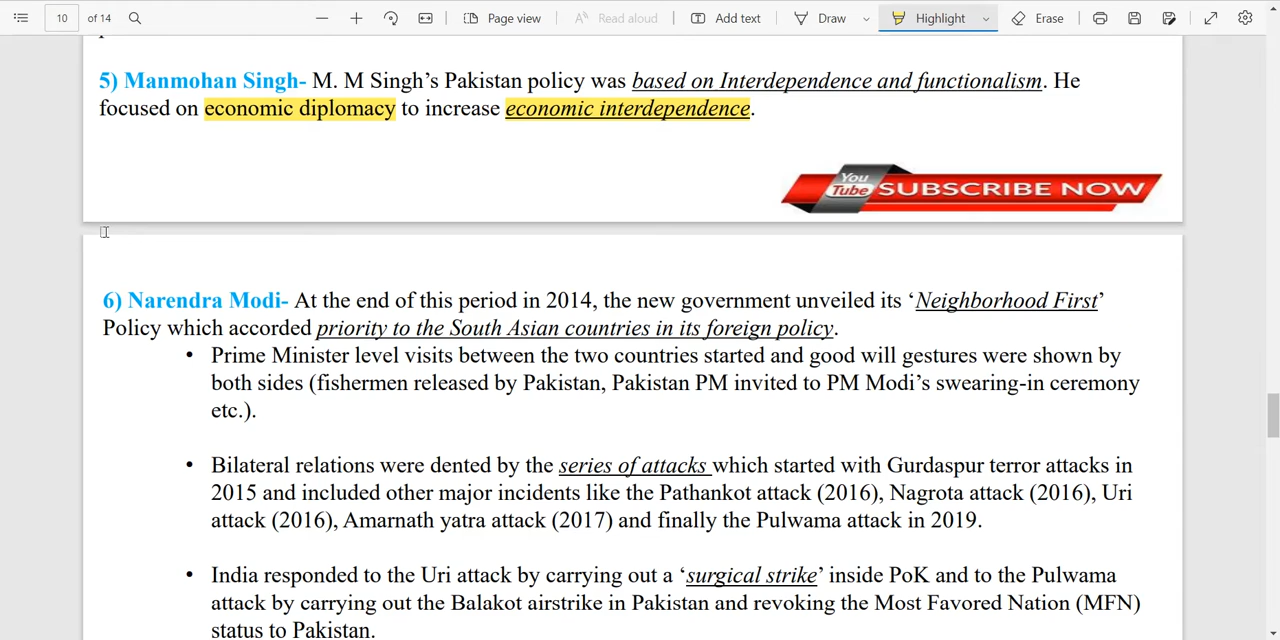 10 of 14 Page view Read aloud Add text Draw Highlight Erase
5) Manmohan Singh- M. M Singh’s Pakistan policy was based on Interdependence and functionalism. He
focused on economic diplomacy to increase economic interdependence.
You
Tube SUBSCRIBE NOW
6) Narendra Modi- At the end of this period in 2014, the new government unveiled its ‘Neighborhood First’
Policy which accorded priority to the South Asian countries in its foreign policy.
• Prime Minister level visits between the two countries started and good will gestures were shown by
both sides (fishermen released by Pakistan, Pakistan PM invited to PM Modi’s swearing-in ceremony
etc.).
• Bilateral relations were dented by the series of attacks which started with Gurdaspur terror attacks in
2015 and included other major incidents like the Pathankot attack (2016), Nagrota attack (2016), Uri
attack (2016), Amarnath yatra attack (2017) and finally the Pulwama attack in 2019.
• India responded to the Uri attack by carrying out a ‘surgical strike’ inside PoK and to the Pulwama
attack by carrying out the Balakot airstrike in Pakistan and revoking the Most Favored Nation (MFN)
status to Pakistan.